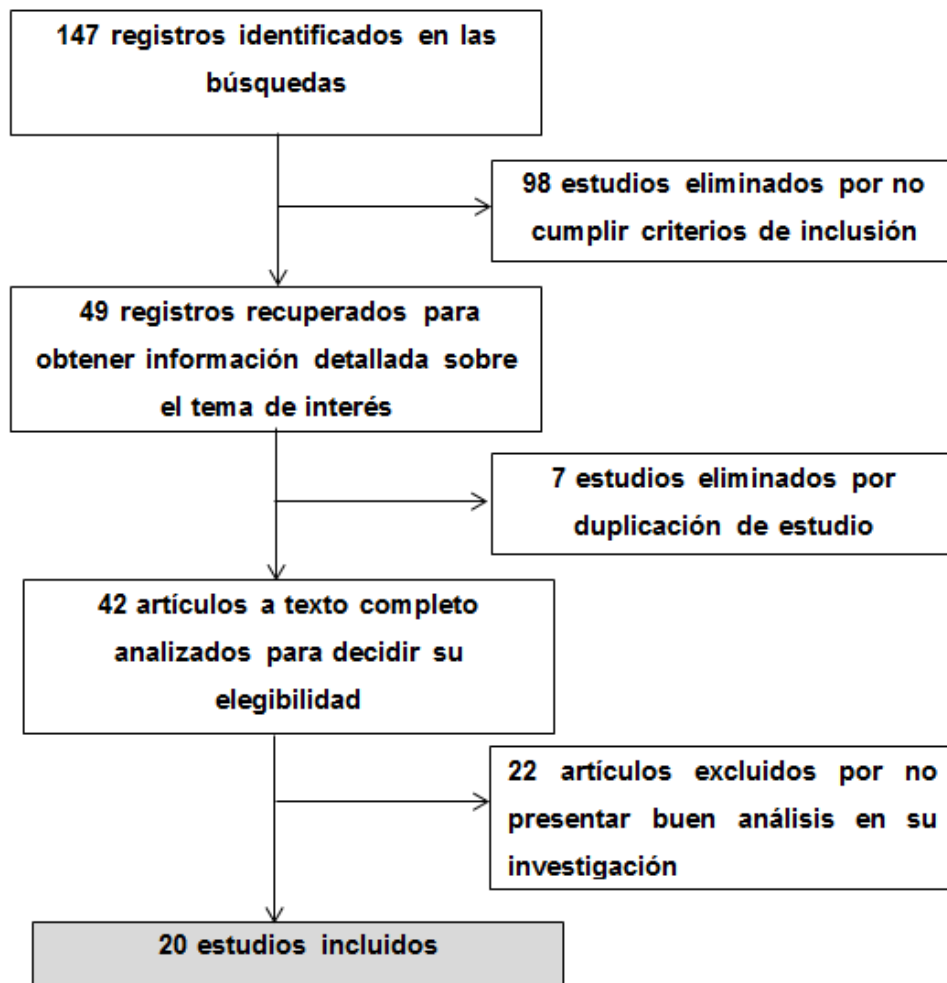 147 registros identificados en las
búsquedas
98 estudios eliminados por no
cumplir criterios de inclusión
49 registros recuperados para
obtener información detallada sobre
el tema de interés
7 estudios eliminados por
duplicación de estudio
42 artículos a texto completo
analizados para decidir su
elegibilidad
22 artículos excluidos por no
presentar buen análisis en su
investigación
20 estudios incluidos